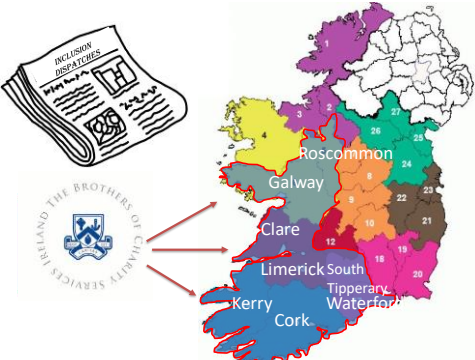 INCLUSION
DISPATCHES
THE BROTHERS OF CHARITY SERVICES IRELAND
1
2
3
27
4
26
25
Roscommon
24
8
Galway
23
9
22
10
21
Clare
12
19
Limerick
South
18
20
Tipperary
Kerry
Waterford
Cork